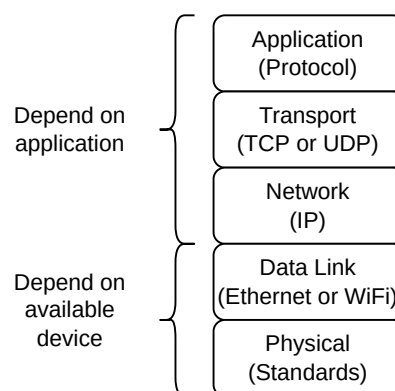 Application
(Protocol)
Depend on
application
Transport
(TCP or UDP)
Network
(IP)
Depend on
available
device
Data Link
(Ethernet or WiFi)
Physical
(Standards)